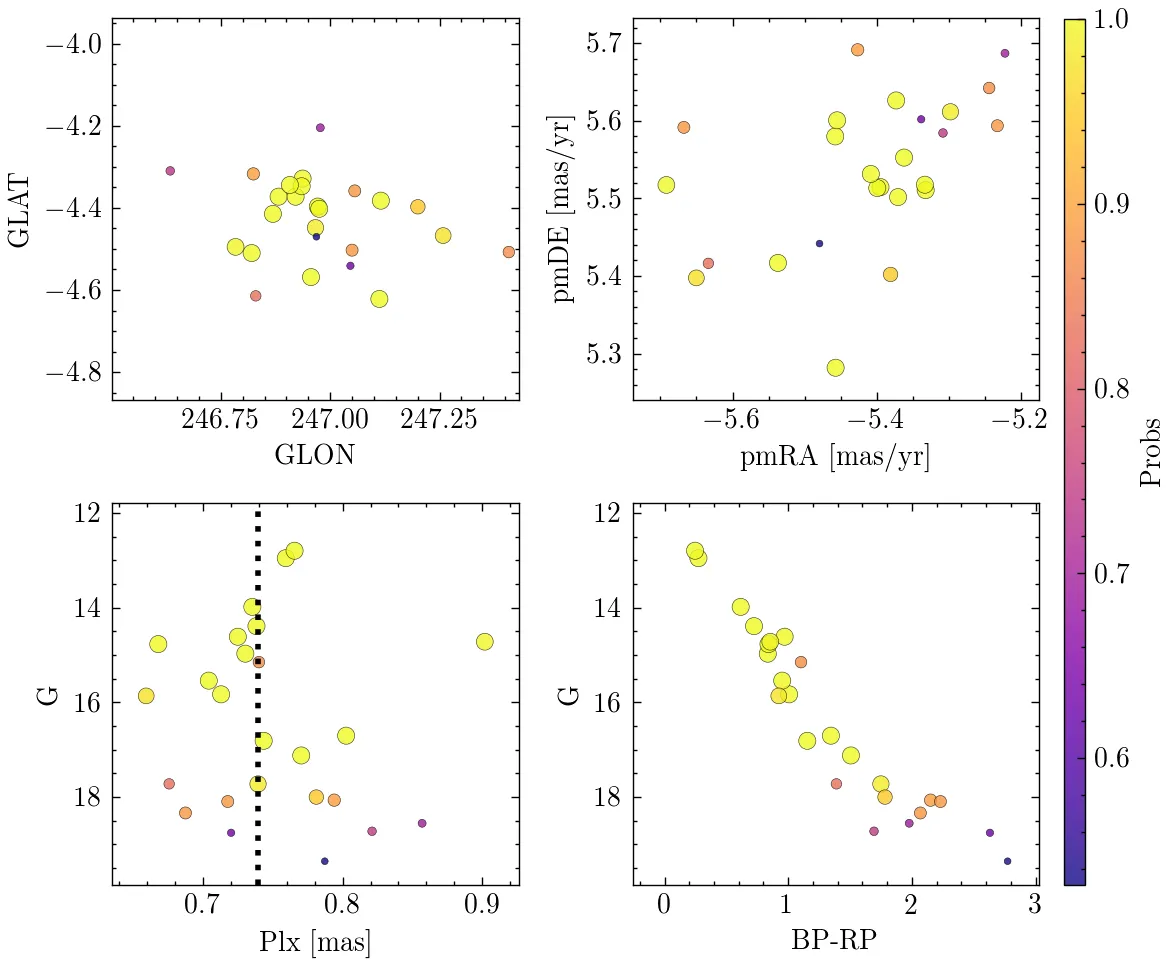 −4.0
−4.2
−4.4
−4.6
−4.8
GLAT
246.75 247.00 247.25
GLON
5.7
5.6
5.5
5.4
5.3
pmDE [mas/yr]
−5.6 −5.4 −5.2
pmRA [mas/yr]
12
14
16
18
G
0.7 0.8 0.9
Plx [mas]
12
14
16
18
G
0 1 2 3
BP-RP
1.0
0.9
0.8
0.7
0.6
Probs